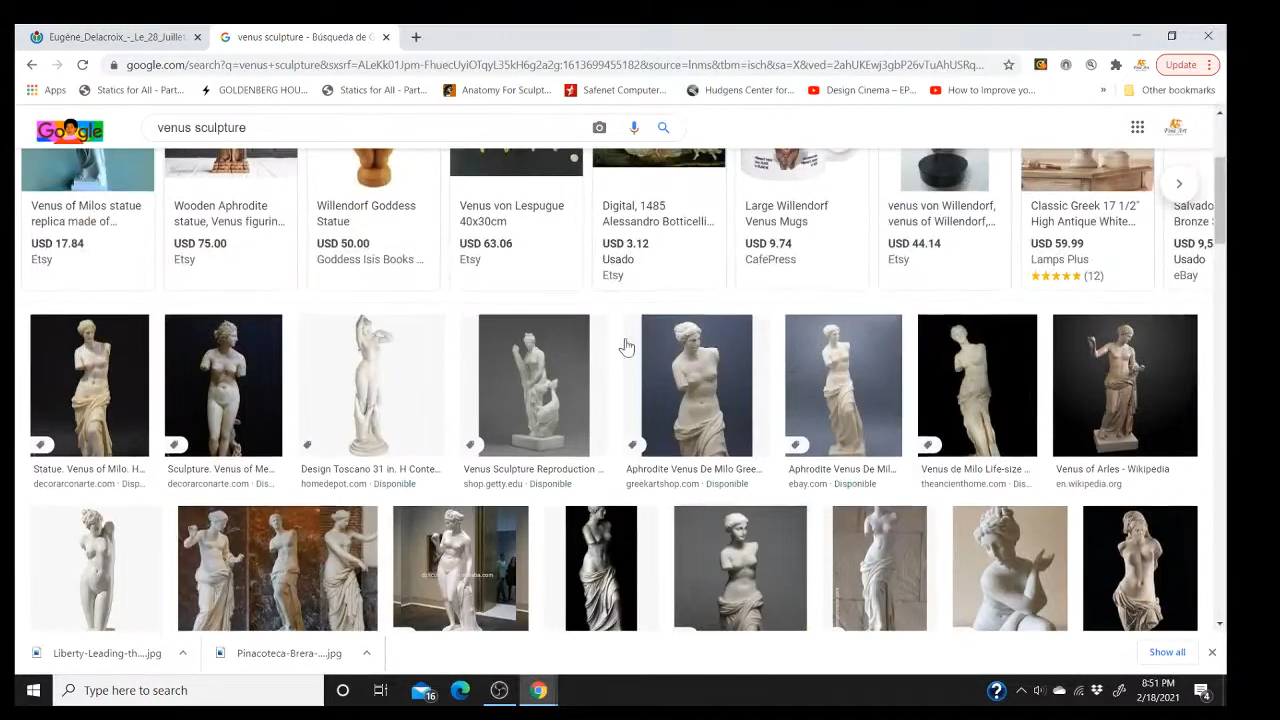 Eugène_Delacroix_-_Le_28_Juillet.
venus sculpture - Búsqueda de G
google.com/search?q=venus+sculpture&sxsrf=ALeKk01Jpm-FhuecUyiOTqyL35kH6g2a2g:1613699455182&source=lnms&tbm=isch&sa=X&ved=2ahUKEwj3gbP26vTuAhUSRq...
Update
Apps
Statics for All - Part...
GOLDENBERG HOU...
Statics for All - Part...
Anatomy For Sculpt...
Safenet Computer...
Hudgens Center for...
Design Cinema – EP...
How to Improve yo...
»
Other bookmarks
Google
venus sculpture
Fine Art
Venus of Milos statue
replica made of...
USD 17.84
Etsy
Wooden Aphrodite
statue, Venus figurin...
USD 75.00
Etsy
Willendorf Goddess
Statue
USD 50.00
Goddess Isis Books ...
Venus von Lespugue
40x30cm
USD 63.06
Etsy
Digital, 1485
Alessandro Botticelli...
USD 3.12
Usado
Etsy
Large Willendorf
Venus Mugs
USD 9.74
CafePress
venus von Willendorf,
venus of Willendorf,...
USD 44.14
Etsy
Classic Greek 17 1/2"
High Antique White...
USD 59.99
Lamps Plus
(12)
Salvado
Bronze S
USD 9,5
Usado
eBay
Statue. Venus of Milo. H...
decorarconarte.com · Disp...
Sculpture. Venus of Me...
decorarconarte.com · Dis...
Design Toscano 31 in. H Conte...
homedepot.com · Disponible
Venus Sculpture Reproduction ...
shop.getty.edu · Disponible
Aphrodite Venus De Milo Gree...
greekartshop.com · Disponible
Aphrodite Venus De Mil...
ebay.com · Disponible
Venus de Milo Life-size ...
theancienthome.com · Dis...
Venus of Arles - Wikipedia
en.wikipedia.org
Liberty-Leading-th....jpg
Pinacoteca-Brera-....jpg
Show all
Type here to search
16
8:51 PM
2/18/2021
4